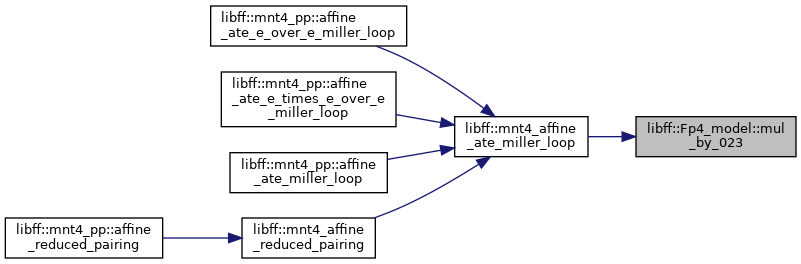 libff::mnt4_pp::affine
_ate_e_over_e_miller_loop
libff::mnt4_pp::affine
_ate_e_times_e_over_e
_miller_loop
libff::mnt4_affine
_ate_miller_loop
libff::Fp4_model::mul
_by_023
libff::mnt4_pp::affine
_ate_miller_loop
libff::mnt4_pp::affine
_reduced_pairing
libff::mnt4_affine
_reduced_pairing